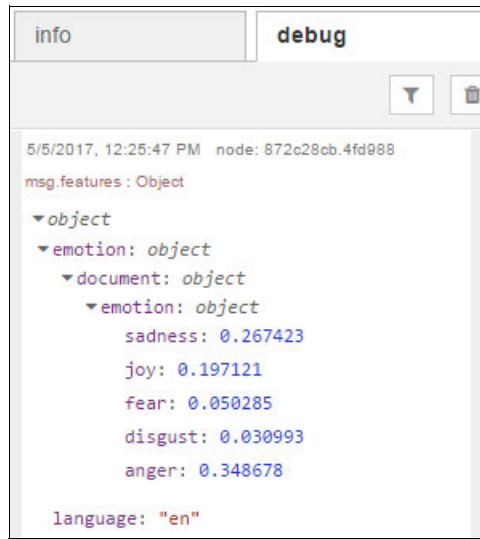 info debug
5/5/2017, 12:25:47 PM node: 872c28cb.4fd988
msg.features : Object
object
emotion: object
document: object
emotion: object
sadness: 0.267423
joy: 0.197121
fear: 0.050285
disgust: 0.030993
anger: 0.348678
language: "en"